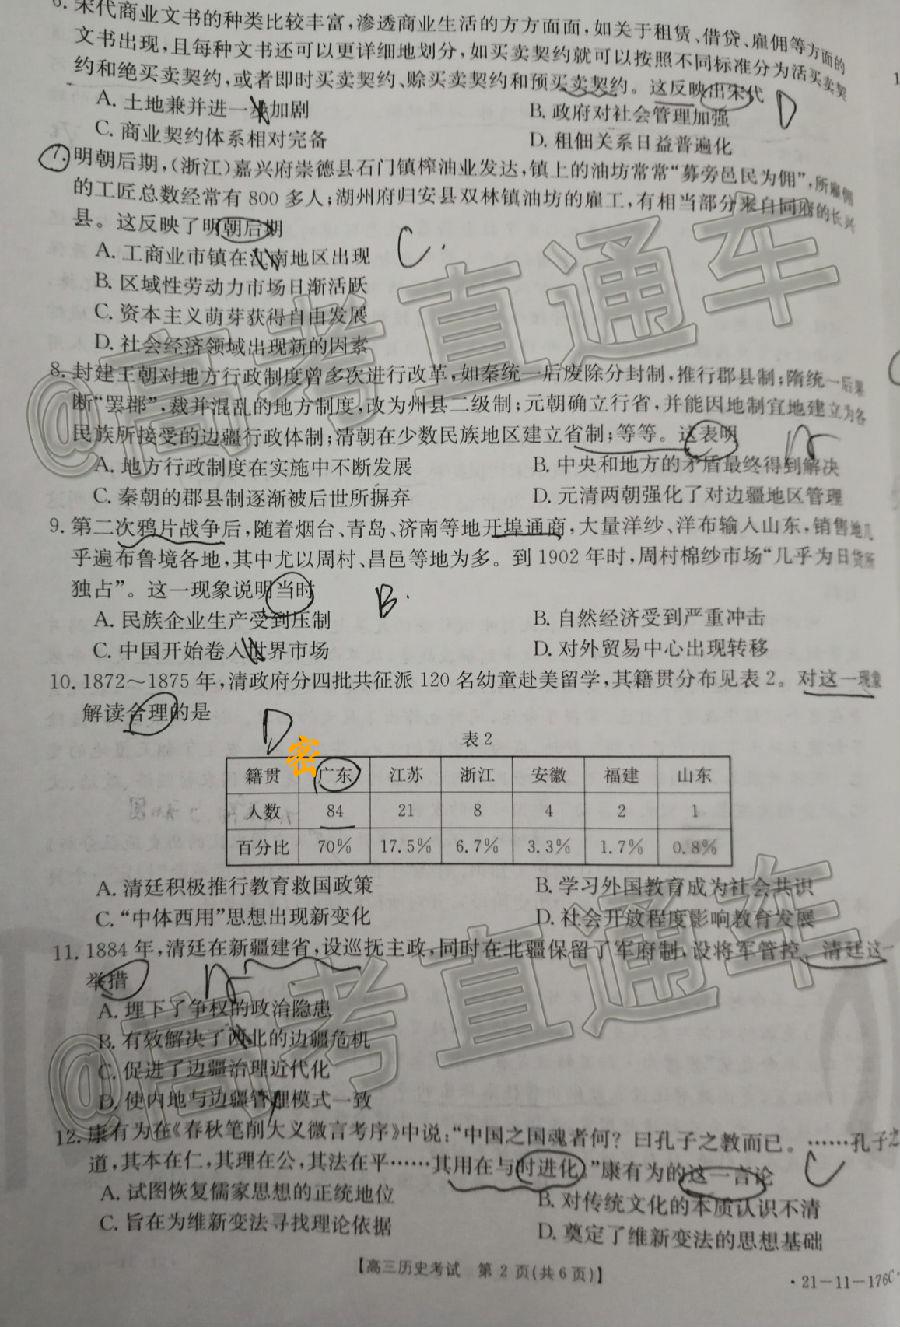 6. 宋代商业文书的种类比较丰富，渗透商业生活的方方面面，如关于租赁、借贷、雇佣等方面的
文书出现，且每种文书还可以更详细地划分，如买卖契约就可以按照不同标准分为活买卖契
约和绝买卖契约，或者即时买卖契约、赊买卖契约和预买卖契约。这反映出宋代
D
A. 土地兼并进一步加剧
B. 政府对社会管理加强
C. 商业契约体系相对完备
D. 租佃关系日益普遍化
7. 明朝后期，（浙江）嘉兴府崇德县石门镇榨油业发达，镇上的油坊常常“募旁邑民为佣”，所雇佣
的工匠总数经常有 800 多人；湖州府归安县双林镇油坊的雇工，有相当部分来自同府的长兴
县。这反映了明朝后期
C
A. 工商业市镇在江南地区出现
B. 区域性劳动力市场日渐活跃
C. 资本主义萌芽获得自由发展
D. 社会经济领域出现新的因素
8. 封建王朝对地方行政制度曾多次进行改革，如秦统一后废除分封制，推行郡县制；隋统一后果
断“罢郡”，裁并混乱的地方制度，改为州县二级制；元朝确立行省，并能因地制宜地建立为各
民族所接受的边疆行政体制；清朝在少数民族地区建立省制；等等。这表明
A. 地方行政制度在实施中不断发展
B. 中央和地方的矛盾最终得到解决
C. 秦朝的郡县制逐渐被后世所摒弃
D. 元清两朝强化了对边疆地区管理
9. 第二次鸦片战争后，随着烟台、青岛、济南等地开埠通商，大量洋纱、洋布输入山东，销售地几
乎遍布鲁境各地，其中尤以周村、昌邑等地为多。到 1902 年时，周村棉纱市场“几乎为日货所
独占”。这一现象说明当时
B
A. 民族企业生产受到压制
B. 自然经济受到严重冲击
C. 中国开始卷入世界市场
D. 对外贸易中心出现转移
10. 1872～1875 年，清政府分四批共征派 120 名幼童赴美留学，其籍贯分布见表 2。对这一现象
解读合理的是
D
表 2
密
籍贯 广东 江苏 浙江 安徽 福建 山东
人数 84 21 8 4 2 1
百分比 70% 17.5% 6.7% 3.3% 1.7% 0.8%
A. 清廷积极推行教育救国政策
B. 学习外国教育成为社会共识
C. “中体西用”思想出现新变化
D. 社会开放程度影响教育发展
11. 1884 年，清廷在新疆建省，设巡抚主政，同时在北疆保留了军府制，设将军管控。清廷这一
举措
A. 埋下了争权的政治隐患
B. 有效解决了西北的边疆危机
C. 促进了边疆治理近代化
D. 使内地与边疆管理模式一致
12. 康有为在《春秋笔削大义微言考序》中说：“中国之国魂者何？曰孔子之教而已。……孔子之
道，其本在仁，其理在公，其法在平……其用在与时进化。”康有为的这一言论
C
A. 试图恢复儒家思想的正统地位
B. 对传统文化的本质认识不清
C. 旨在为维新变法寻找理论依据
D. 奠定了维新变法的思想基础
【高三历史考试 第 2 页（共 6 页）】
·21-11-176C·
@高考直通车
@高考直通车